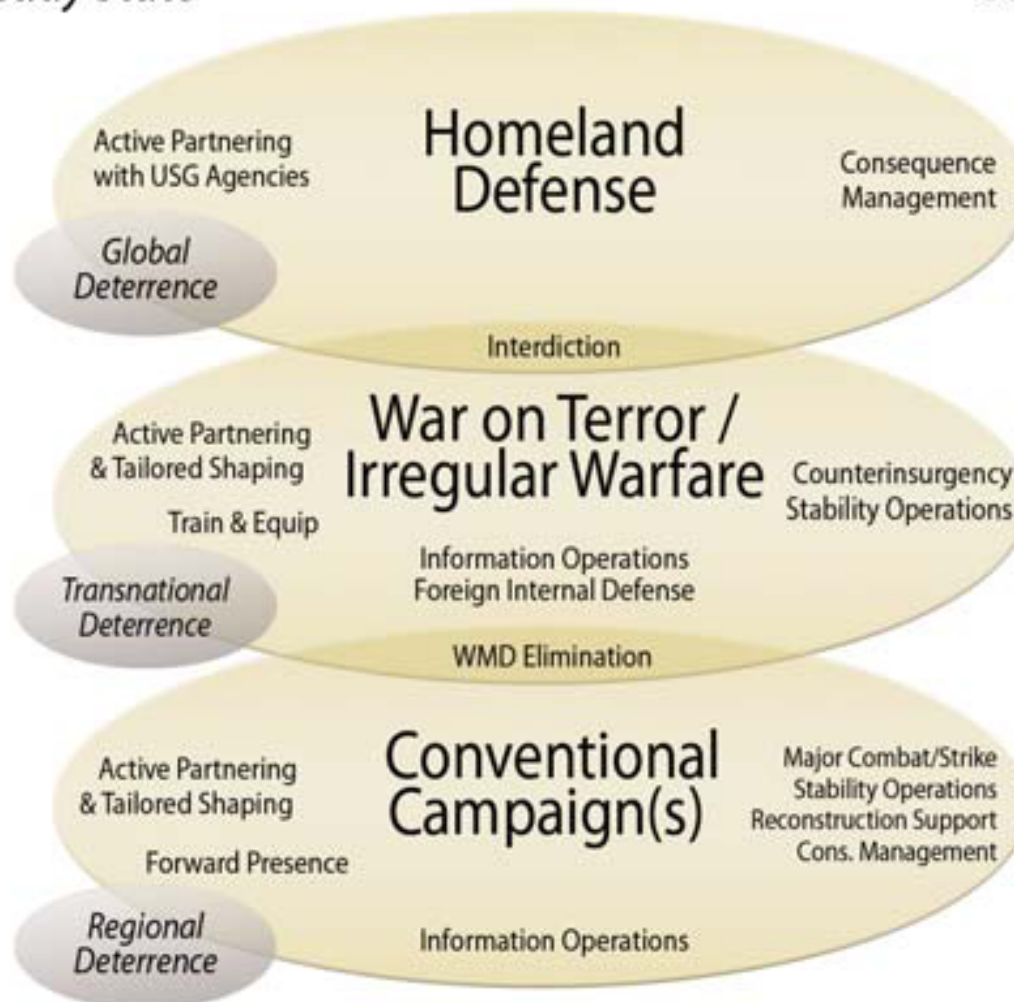 Active Partnering
with USG Agencies
Homeland
Defense
Consequence
Management
Global
Deterrence
Interdiction
Active Partnering
& Tailored Shaping
Train & Equip
War on Terror /
Irregular Warfare
Counterinsurgency
Stability Operations
Information Operations
Foreign Internal Defense
Transnational
Deterrence
WMD Elimination
Active Partnering
& Tailored Shaping
Forward Presence
Conventional
Campaign(s)
Major Combat/Strike
Stability Operations
Reconstruction Support
Cons. Management
Regional
Deterrence
Information Operations